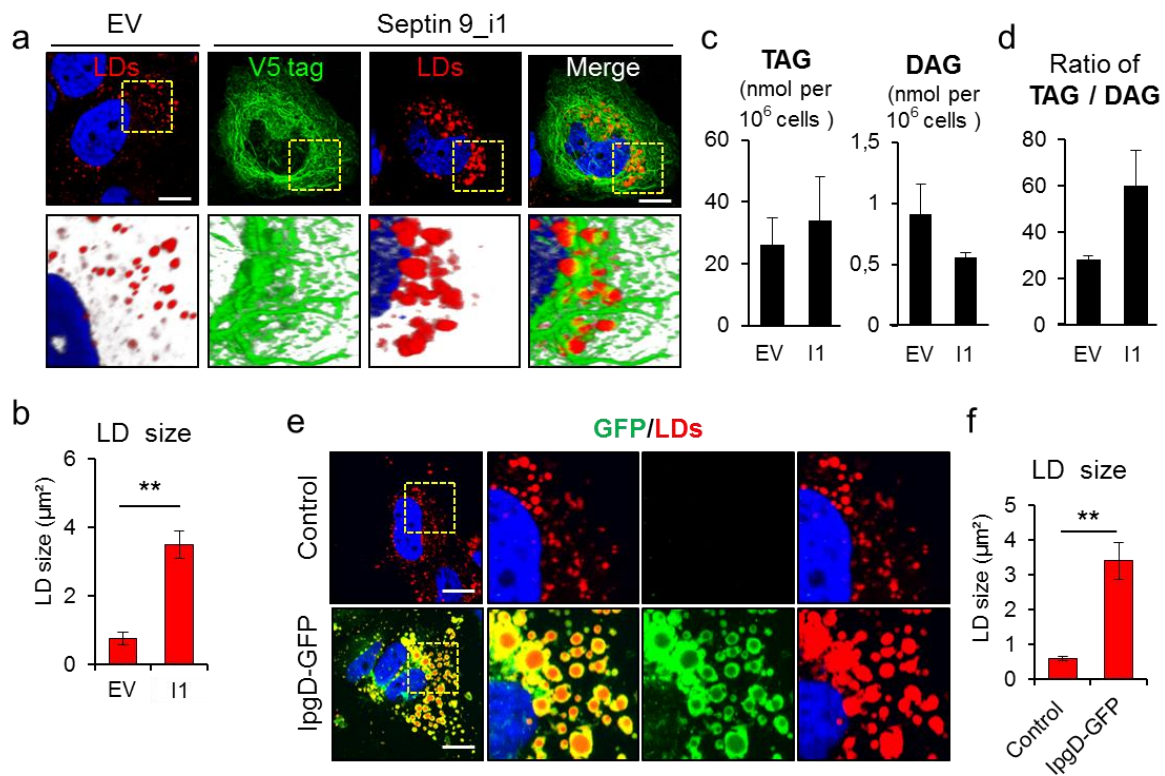 a
EV
Septin 9_i1
LDs
V5 tag
LDs
Merge
b
LD size
LD size (µm²)
6
4
2
0
**
EV
I1
c
TAG
(nmol per
10⁶ cells )
60
40
20
0
EV
I1
DAG
(nmol per
10⁶ cells )
1,5
1
0,5
0
EV
I1
d
Ratio of
TAG / DAG
80
60
40
20
0
EV
I1
e
GFP/LDs
Control
IpgD-GFP
f
LD size
LD size (µm²)
5
4
3
2
1
0
**
Control
IpgD-GFP